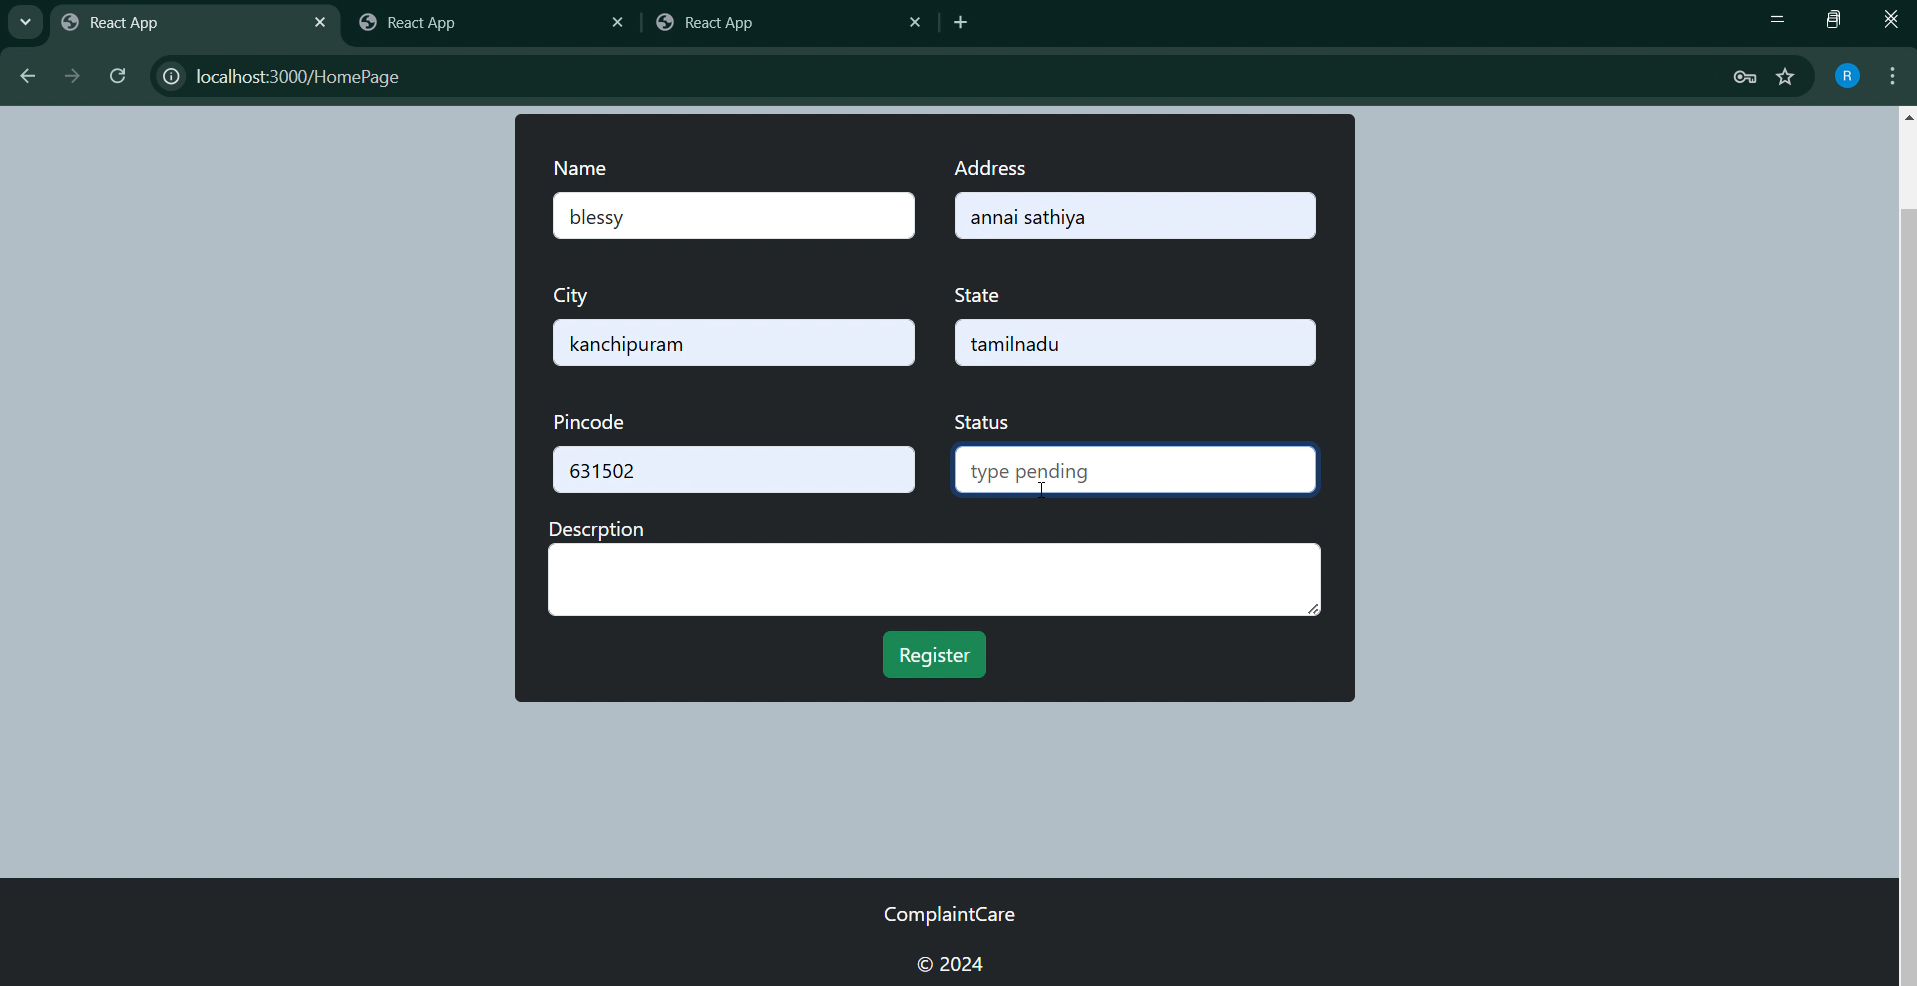 React App
React App
React App
localhost:3000/HomePage
R
Name
Address
blessy
annai sathiya
City
State
kanchipuram
tamilnadu
Pincode
Status
631502
type pending
Descrption
Register
ComplaintCare
© 2024